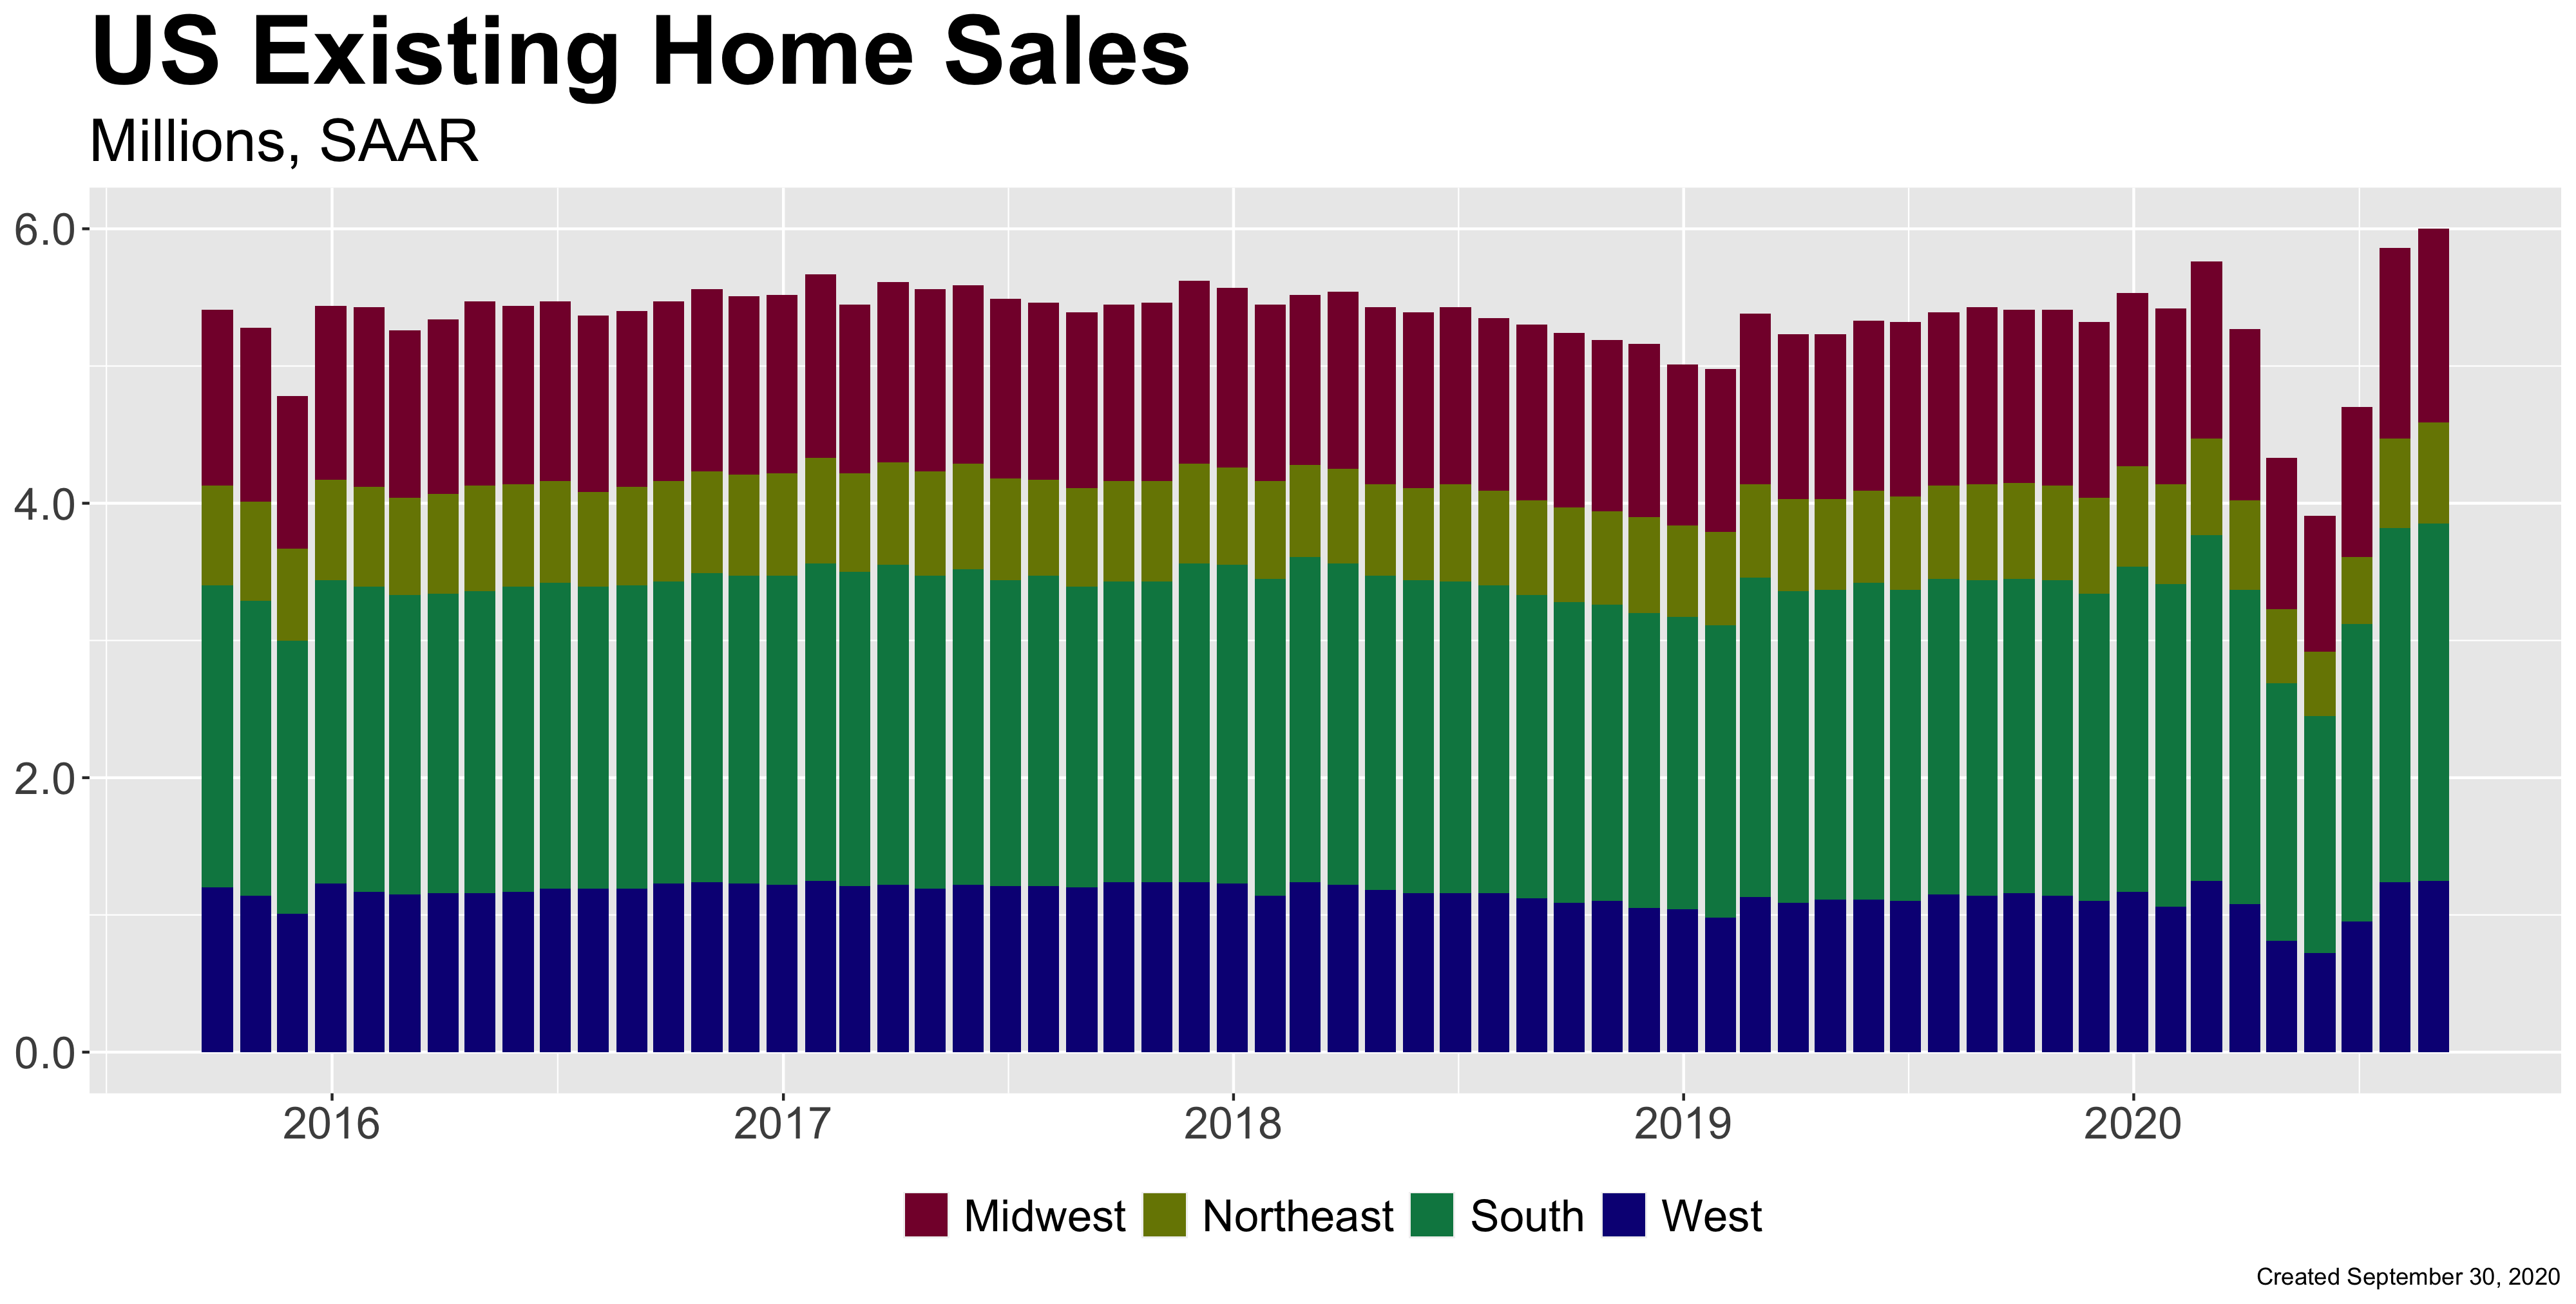 US Existing Home Sales
Millions, SAAR
6.0
4.0
2.0
0.0
2016 2017 2018 2019 2020
Midwest Northeast South West
Created September 30, 2020